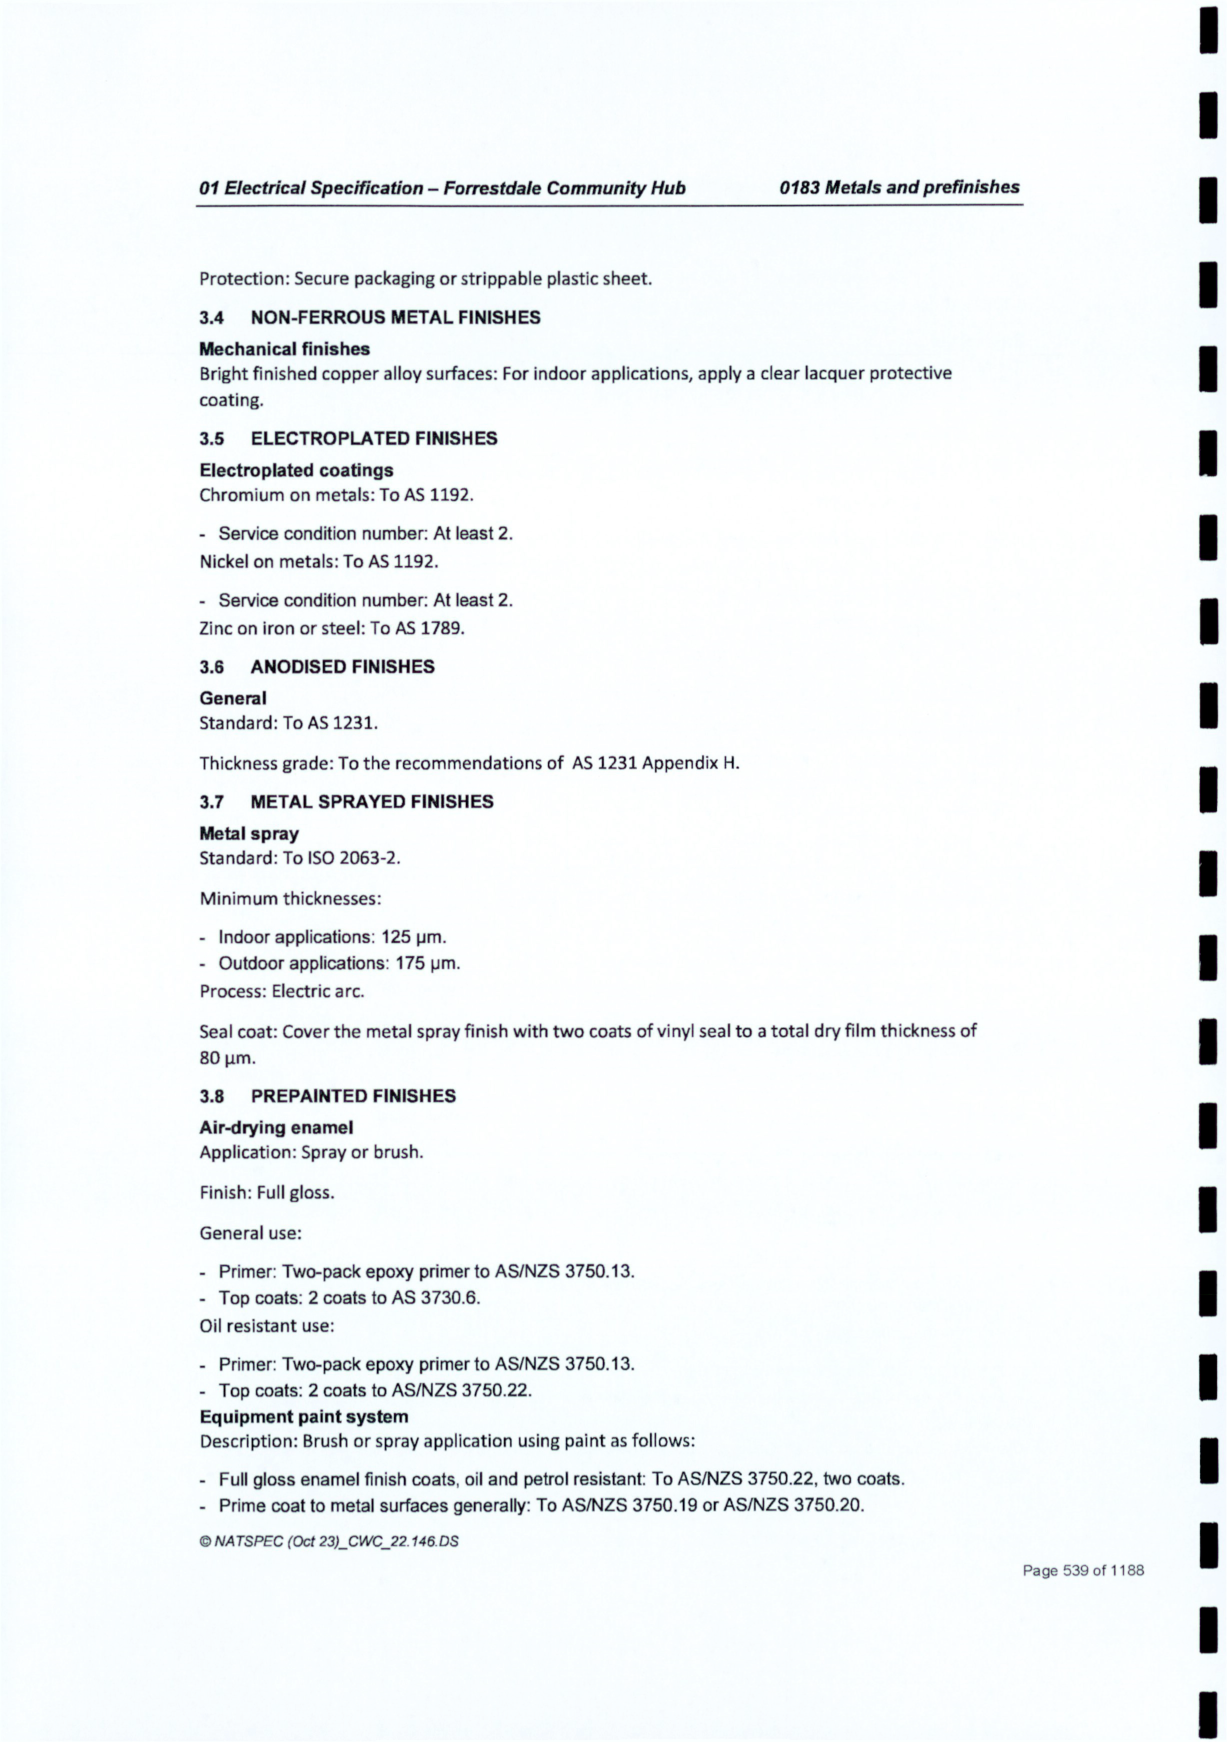 01 Electrical Specification – Forrestdale Community Hub 0183 Metals and prefinishes
Protection: Secure packaging or strippable plastic sheet.
3.4 NON-FERROUS METAL FINISHES
Mechanical finishes
Bright finished copper alloy surfaces: For indoor applications, apply a clear lacquer protective
coating.
3.5 ELECTROPLATED FINISHES
Electroplated coatings
Chromium on metals: To AS 1192.
- Service condition number: At least 2.
Nickel on metals: To AS 1192.
- Service condition number: At least 2.
Zinc on iron or steel: To AS 1789.
3.6 ANODISED FINISHES
General
Standard: To AS 1231.
Thickness grade: To the recommendations of AS 1231 Appendix H.
3.7 METAL SPRAYED FINISHES
Metal spray
Standard: To ISO 2063-2.
Minimum thicknesses:
- Indoor applications: 125 µm.
- Outdoor applications: 175 µm.
Process: Electric arc.
Seal coat: Cover the metal spray finish with two coats of vinyl seal to a total dry film thickness of
80 µm.
3.8 PREPAINTED FINISHES
Air-drying enamel
Application: Spray or brush.
Finish: Full gloss.
General use:
- Primer: Two-pack epoxy primer to AS/NZS 3750.13.
- Top coats: 2 coats to AS 3730.6.
Oil resistant use:
- Primer: Two-pack epoxy primer to AS/NZS 3750.13.
- Top coats: 2 coats to AS/NZS 3750.22.
Equipment paint system
Description: Brush or spray application using paint as follows:
- Full gloss enamel finish coats, oil and petrol resistant: To AS/NZS 3750.22, two coats.
- Prime coat to metal surfaces generally: To AS/NZS 3750.19 or AS/NZS 3750.20.
© NATSPEC (Oct 23)_CWC_22.146.DS
Page 539 of 1188